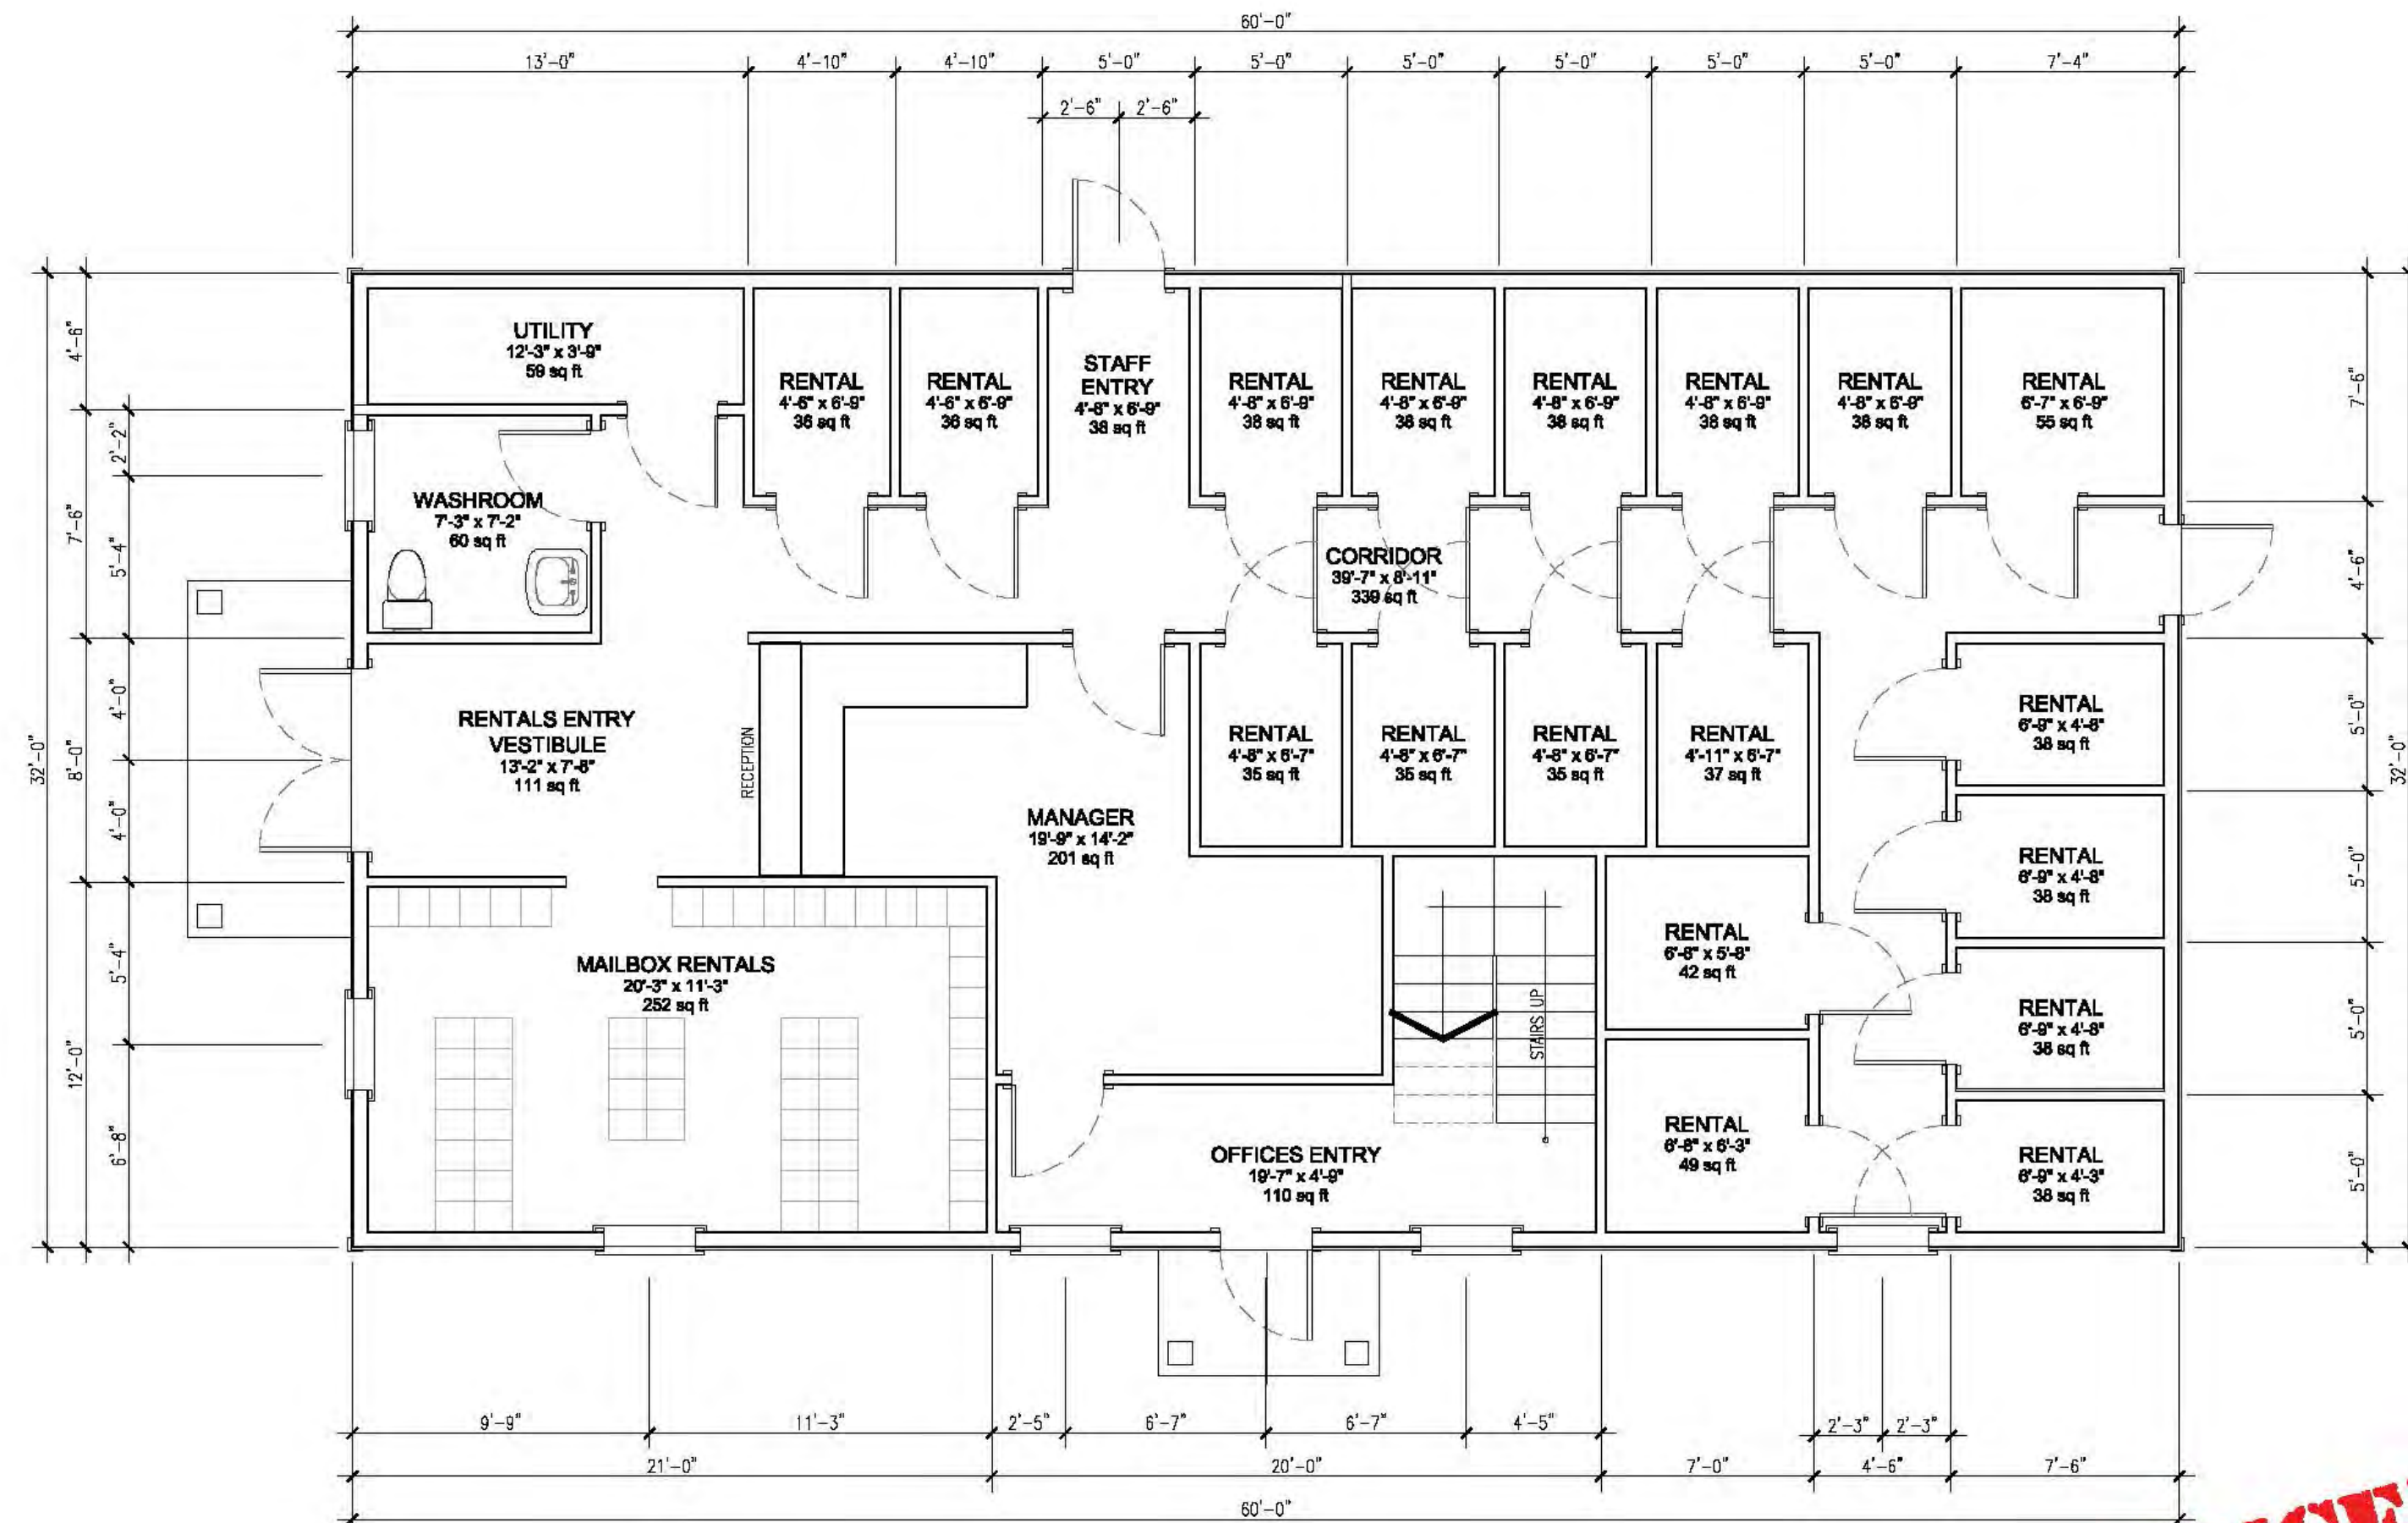 60'-0"
13'-0" 4'-10" 4'-10" 5'-0" 5'-0" 5'-0" 5'-0" 5'-0" 5'-0" 7'-4"
2'-6" 2'-6"
32'-0"
4'-6"
7'-6"
8'-0"
12'-0"
2'-2"
5'-4"
4'-0"
4'-0"
5'-4"
6'-8"
UTILITY
12'-3" x 3'-9"
59 sq ft
RENTAL
4'-6" x 6'-9"
36 sq ft
RENTAL
4'-6" x 6'-9"
36 sq ft
STAFF
ENTRY
4'-8" x 6'-9"
38 sq ft
RENTAL
4'-8" x 6'-9"
38 sq ft
RENTAL
4'-8" x 6'-9"
38 sq ft
RENTAL
4'-8" x 6'-9"
38 sq ft
RENTAL
4'-8" x 6'-9"
38 sq ft
RENTAL
4'-8" x 6'-9"
38 sq ft
RENTAL
6'-7" x 6'-9"
55 sq ft
WASHROOM
7'-3" x 7'-2"
60 sq ft
CORRIDOR
39'-7" x 8'-11"
339 sq ft
RENTALS ENTRY
VESTIBULE
13'-2" x 7'-8"
111 sq ft
RECEPTION
MANAGER
19'-9" x 14'-2"
201 sq ft
RENTAL
4'-8" x 6'-7"
35 sq ft
RENTAL
4'-8" x 6'-7"
35 sq ft
RENTAL
4'-8" x 6'-7"
35 sq ft
RENTAL
4'-11" x 6'-7"
37 sq ft
RENTAL
6'-9" x 4'-8"
38 sq ft
RENTAL
6'-9" x 4'-8"
38 sq ft
MAILBOX RENTALS
20'-3" x 11'-3"
252 sq ft
STAIRS UP
RENTAL
6'-8" x 5'-8"
42 sq ft
RENTAL
6'-9" x 4'-8"
38 sq ft
OFFICES ENTRY
19'-7" x 4'-9"
110 sq ft
RENTAL
6'-8" x 6'-3"
49 sq ft
RENTAL
6'-9" x 4'-3"
38 sq ft
7'-6"
4'-6"
5'-0"
5'-0"
5'-0"
5'-0"
32'-0"
9'-9" 11'-3" 2'-5" 6'-7" 6'-7" 4'-5" 2'-3" 2'-3"
21'-0" 20'-0" 7'-0" 4'-6" 7'-6"
60'-0"